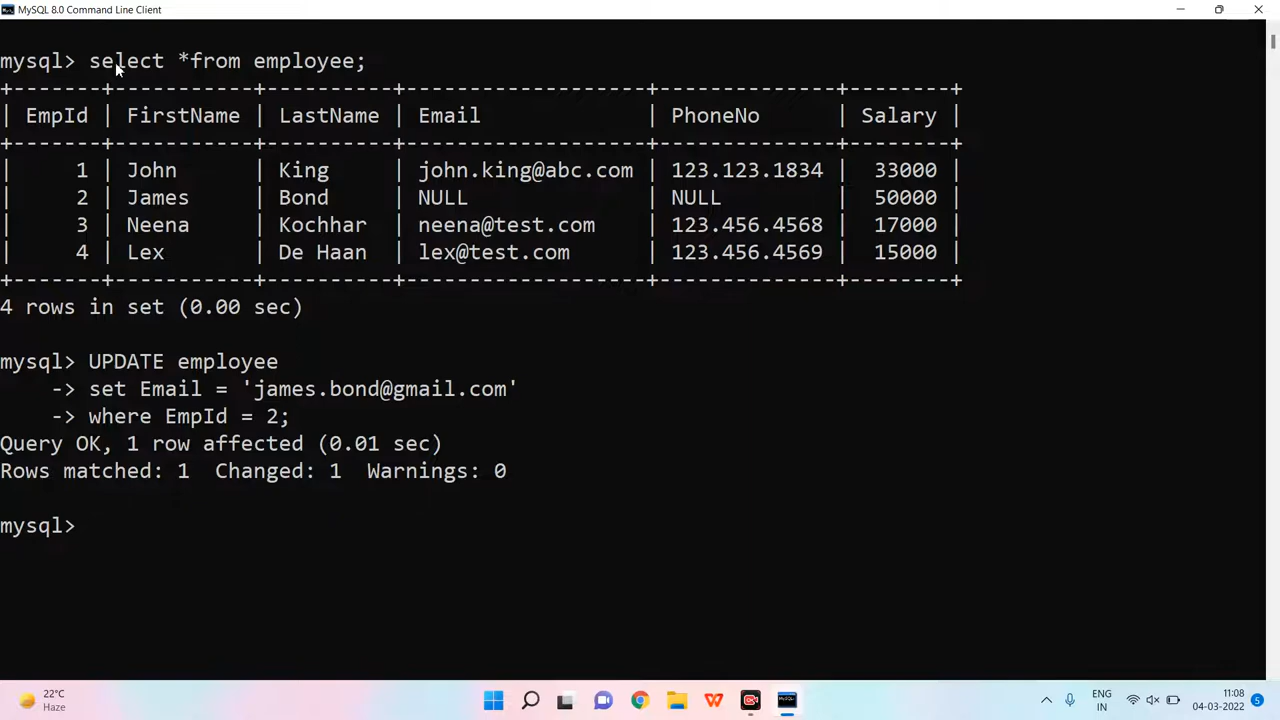 MySQL 8.0 Command Line Client
mysql> select *from employee;
+-------+-----------+----------+-------------------+--------------+--------+
| EmpId | FirstName | LastName | Email             | PhoneNo      | Salary |
+-------+-----------+----------+-------------------+--------------+--------+
|     1 | John      | King     | john.king@abc.com | 123.123.1834 |  33000 |
|     2 | James     | Bond     | NULL              | NULL         |  50000 |
|     3 | Neena     | Kochhar  | neena@test.com    | 123.456.4568 |  17000 |
|     4 | Lex       | De Haan  | lex@test.com      | 123.456.4569 |  15000 |
+-------+-----------+----------+-------------------+--------------+--------+
4 rows in set (0.00 sec)
mysql> UPDATE employee
    -> set Email = 'james.bond@gmail.com'
    -> where EmpId = 2;
Query OK, 1 row affected (0.01 sec)
Rows matched: 1  Changed: 1  Warnings: 0
mysql>
22°C
Haze
W
ENG
IN
11:08
04-03-2022
5